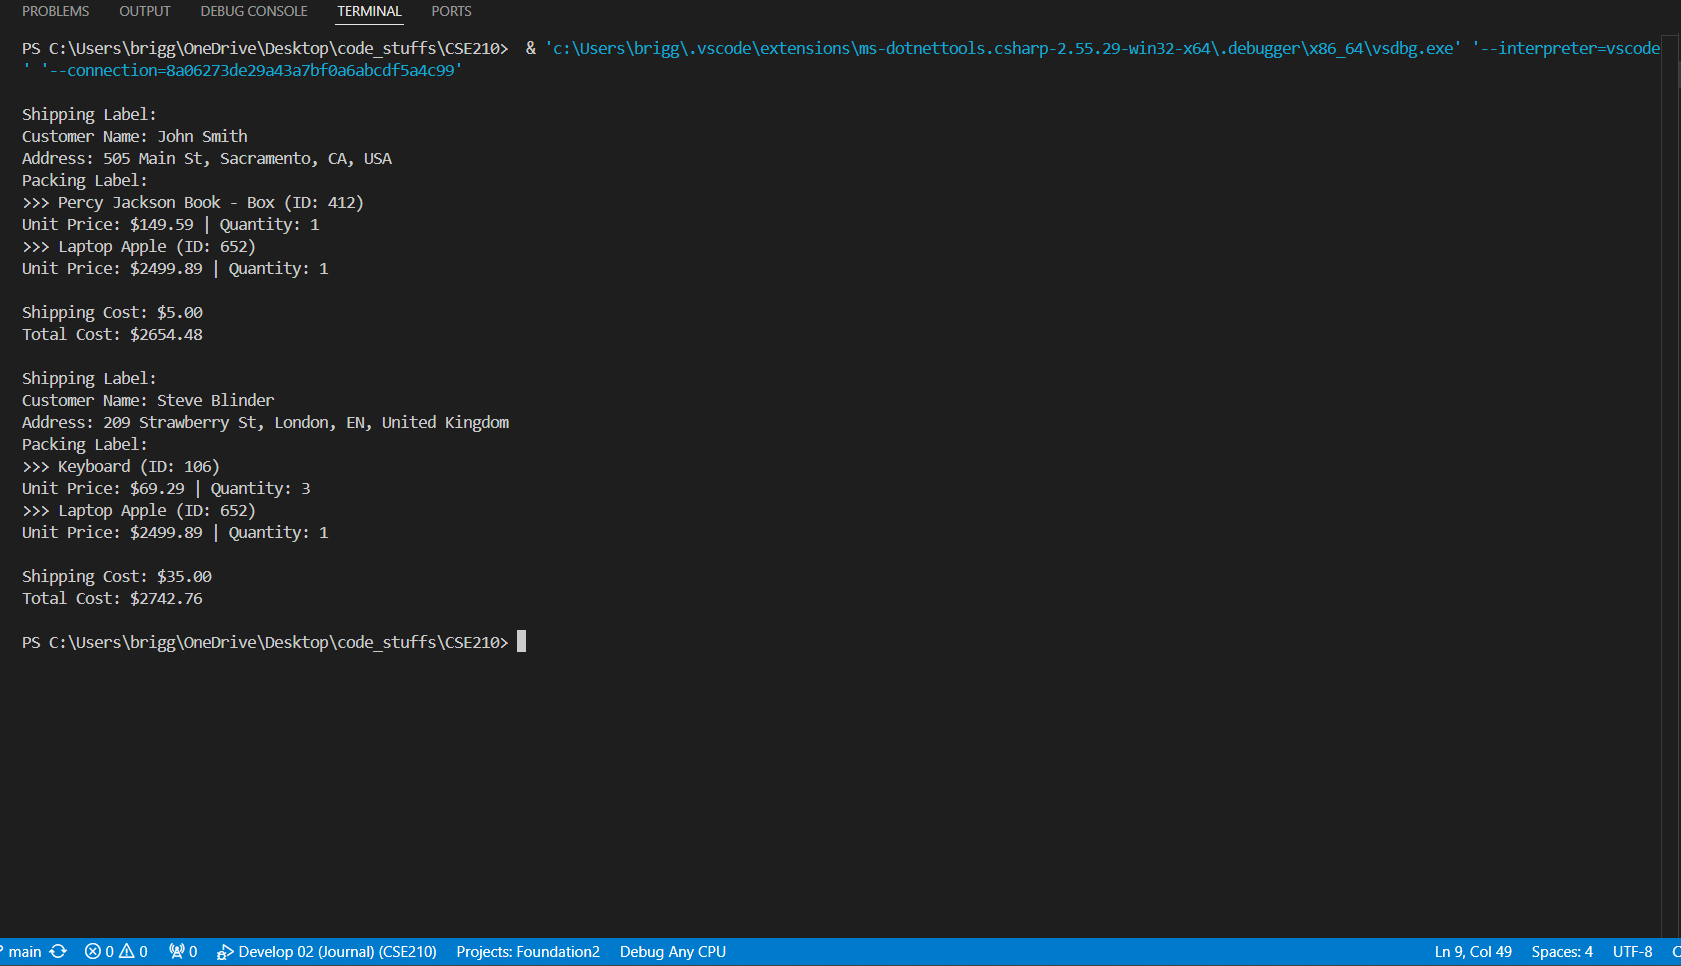 PROBLEMS OUTPUT DEBUG CONSOLE TERMINAL PORTS
PS C:\Users\brigg\OneDrive\Desktop\code_stuffs\CSE210>  & 'c:\Users\brigg\.vscode\extensions\ms-dotnettools.csharp-2.55.29-win32-x64\.debugger\x86_64\vsdbg.exe' '--interpreter=vscode
' '--connection=8a06273de29a43a7bf0a6abcdf5a4c99'
Shipping Label:
Customer Name: John Smith
Address: 505 Main St, Sacramento, CA, USA
Packing Label:
>>> Percy Jackson Book - Box (ID: 412)
Unit Price: $149.59 | Quantity: 1
>>> Laptop Apple (ID: 652)
Unit Price: $2499.89 | Quantity: 1
Shipping Cost: $5.00
Total Cost: $2654.48
Shipping Label:
Customer Name: Steve Blinder
Address: 209 Strawberry St, London, EN, United Kingdom
Packing Label:
>>> Keyboard (ID: 106)
Unit Price: $69.29 | Quantity: 3
>>> Laptop Apple (ID: 652)
Unit Price: $2499.89 | Quantity: 1
Shipping Cost: $35.00
Total Cost: $2742.76
PS C:\Users\brigg\OneDrive\Desktop\code_stuffs\CSE210>
main 0 0 0 Develop 02 (Journal) (CSE210) Projects: Foundation2 Debug Any CPU Ln 9, Col 49 Spaces: 4 UTF-8